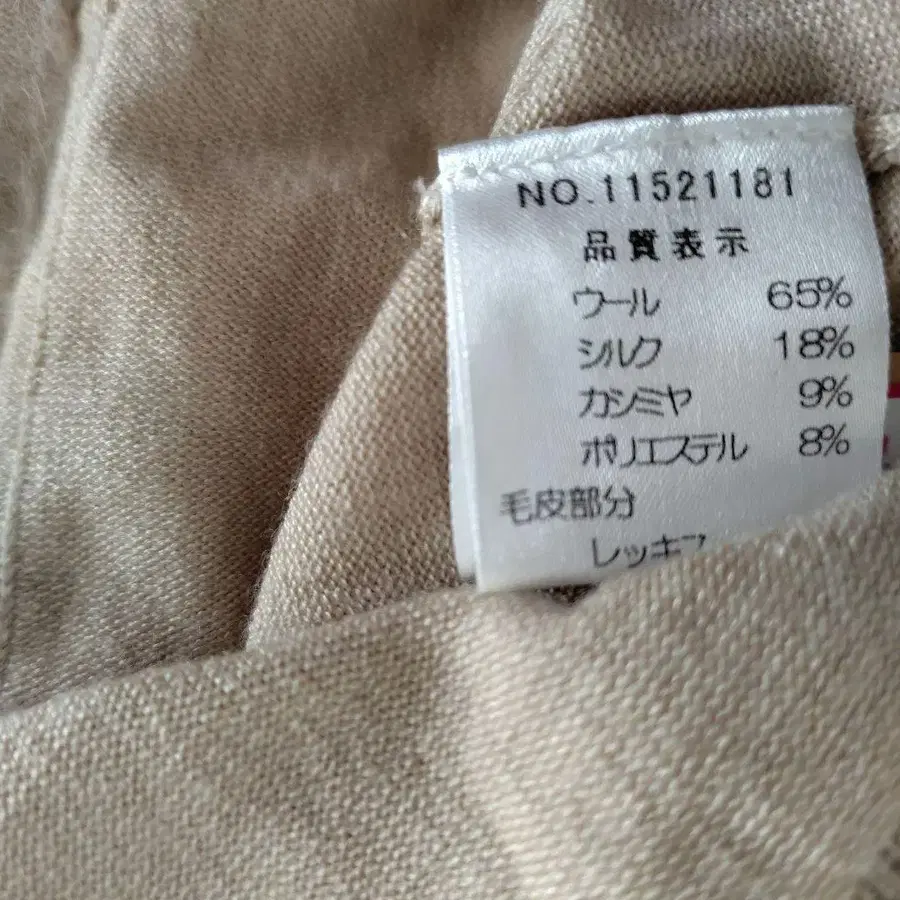 NO.11521181
品質表示
ウール 65%
シルク 18%
カシミヤ 9%
ポリエステル 8%
毛皮部分